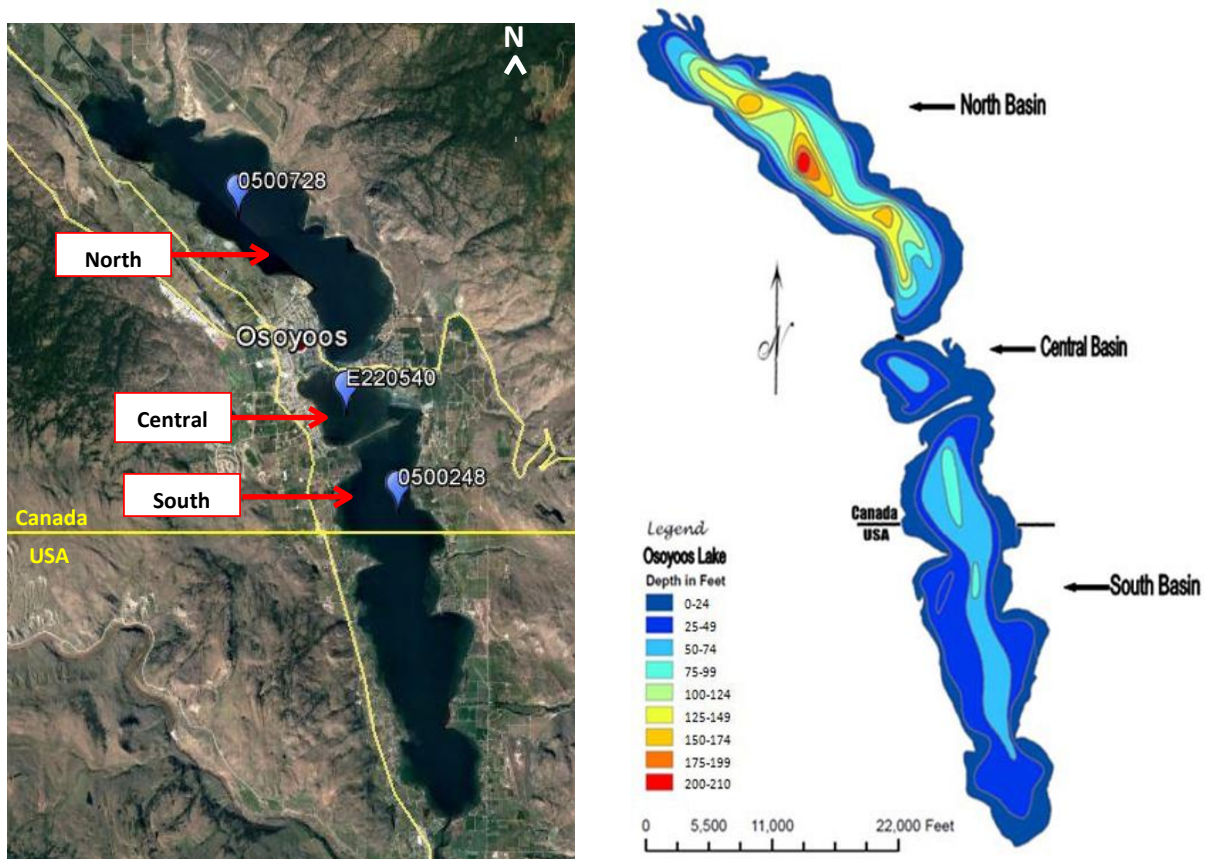 N
0500728
North
Osoyoos
E220540
Central
0500248
South
Canada
USA
North Basin
Central Basin
N
Canada
USA
South Basin
Legend
Osoyoos Lake
Depth in Feet
0-24
25-49
50-74
75-99
100-124
125-149
150-174
175-199
200-210
0 5,500 11,000 22,000 Feet